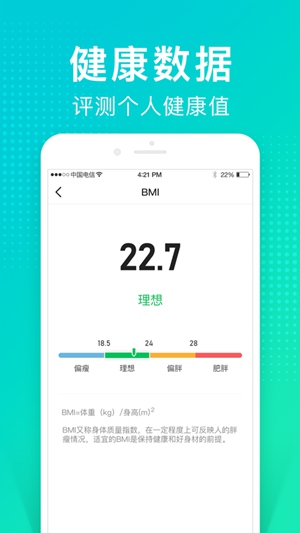 健康数据
评测个人健康值
中国电信 4:21 PM 22%
BMI
22.7
理想
18.5 24 28
偏瘦 理想 偏胖 肥胖
BMI=体重（kg）/身高(m)2
BMI又称身体质量指数，在一定程度上可反映人的胖
瘦情况，适宜的BMI是保持健康和好身材的前提。